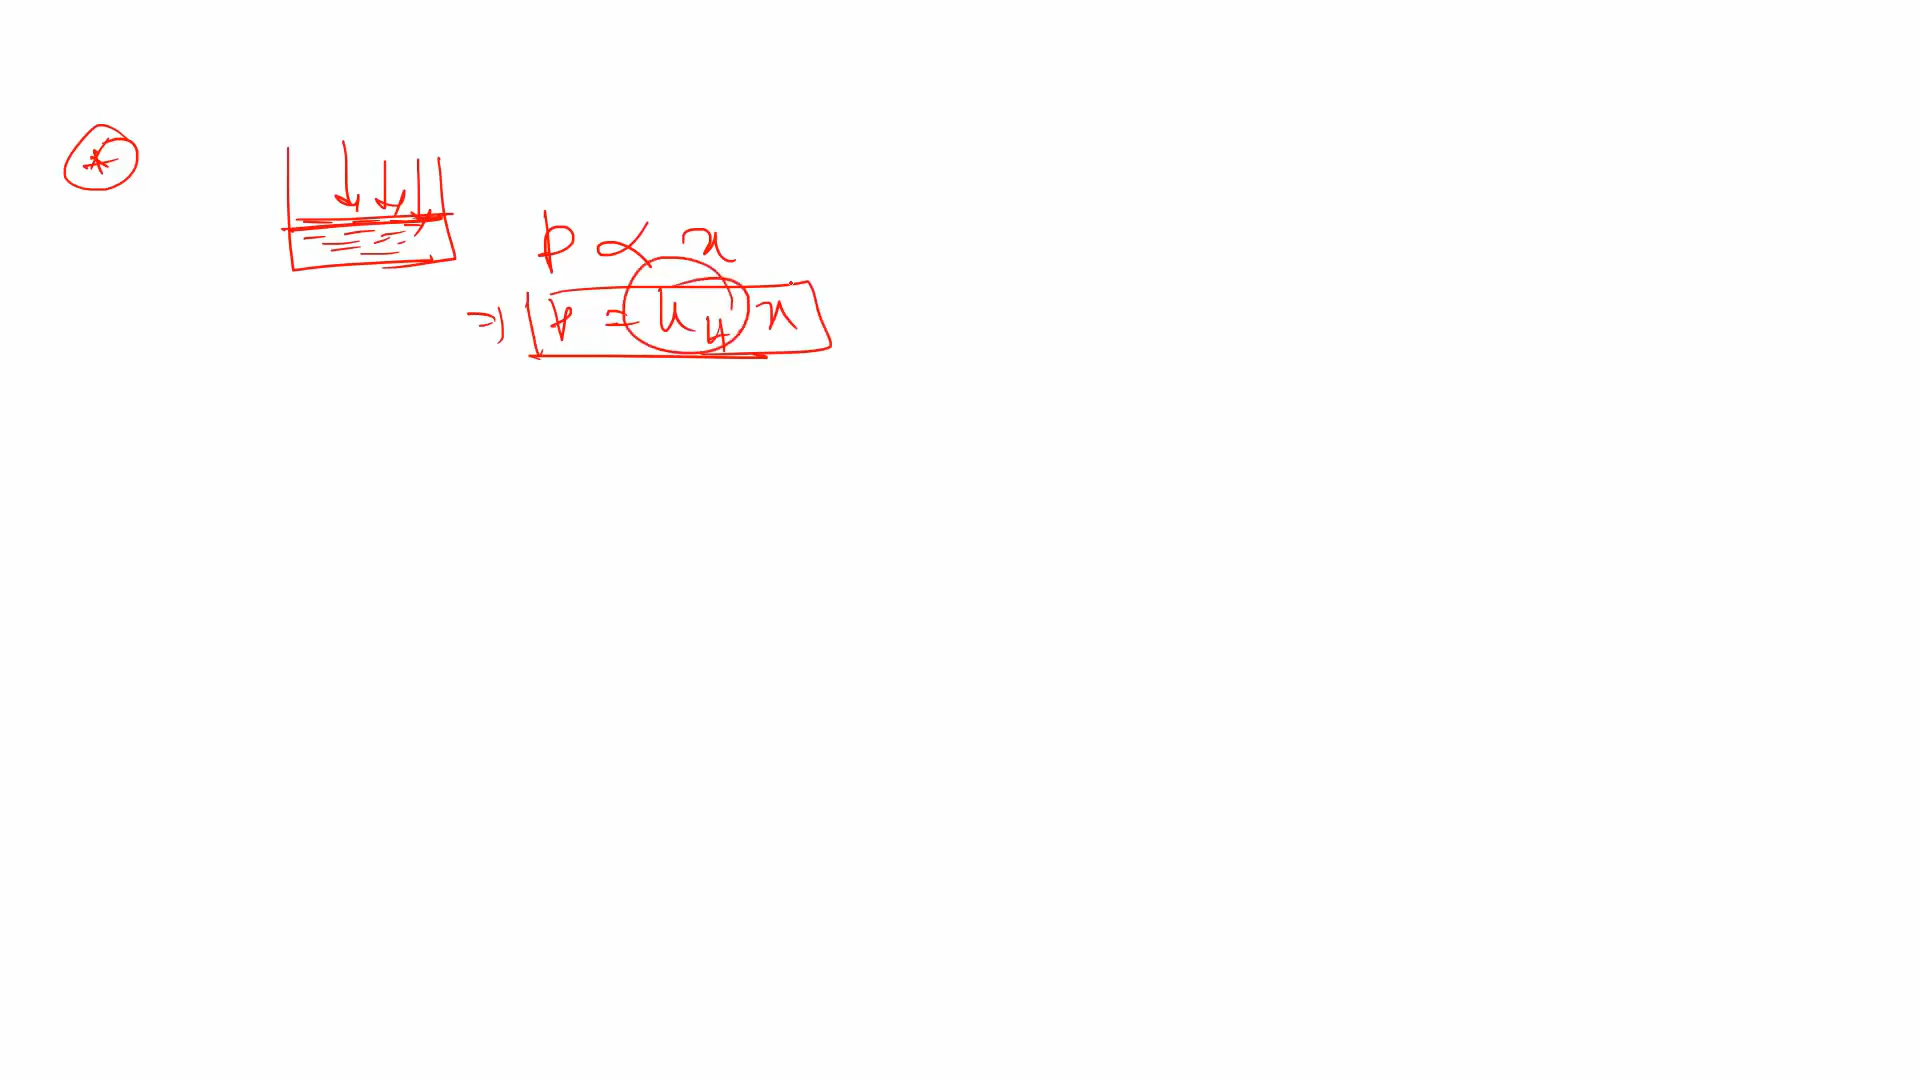 *
p ∝ x
⇒ p = K_H x